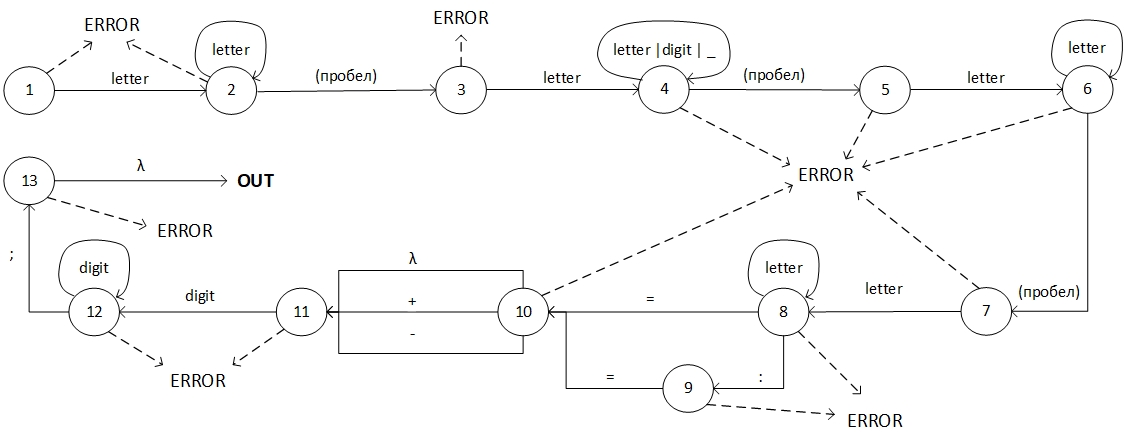 ERROR
ERROR
letter
letter | digit | _
letter
1
letter
2
(пробел)
3
letter
4
(пробел)
5
letter
6
ERROR
13
λ
OUT
ERROR
;
digit
12
digit
11
λ
+
-
10
=
letter
8
letter
7
(пробел)
=
9
:
ERROR
ERROR